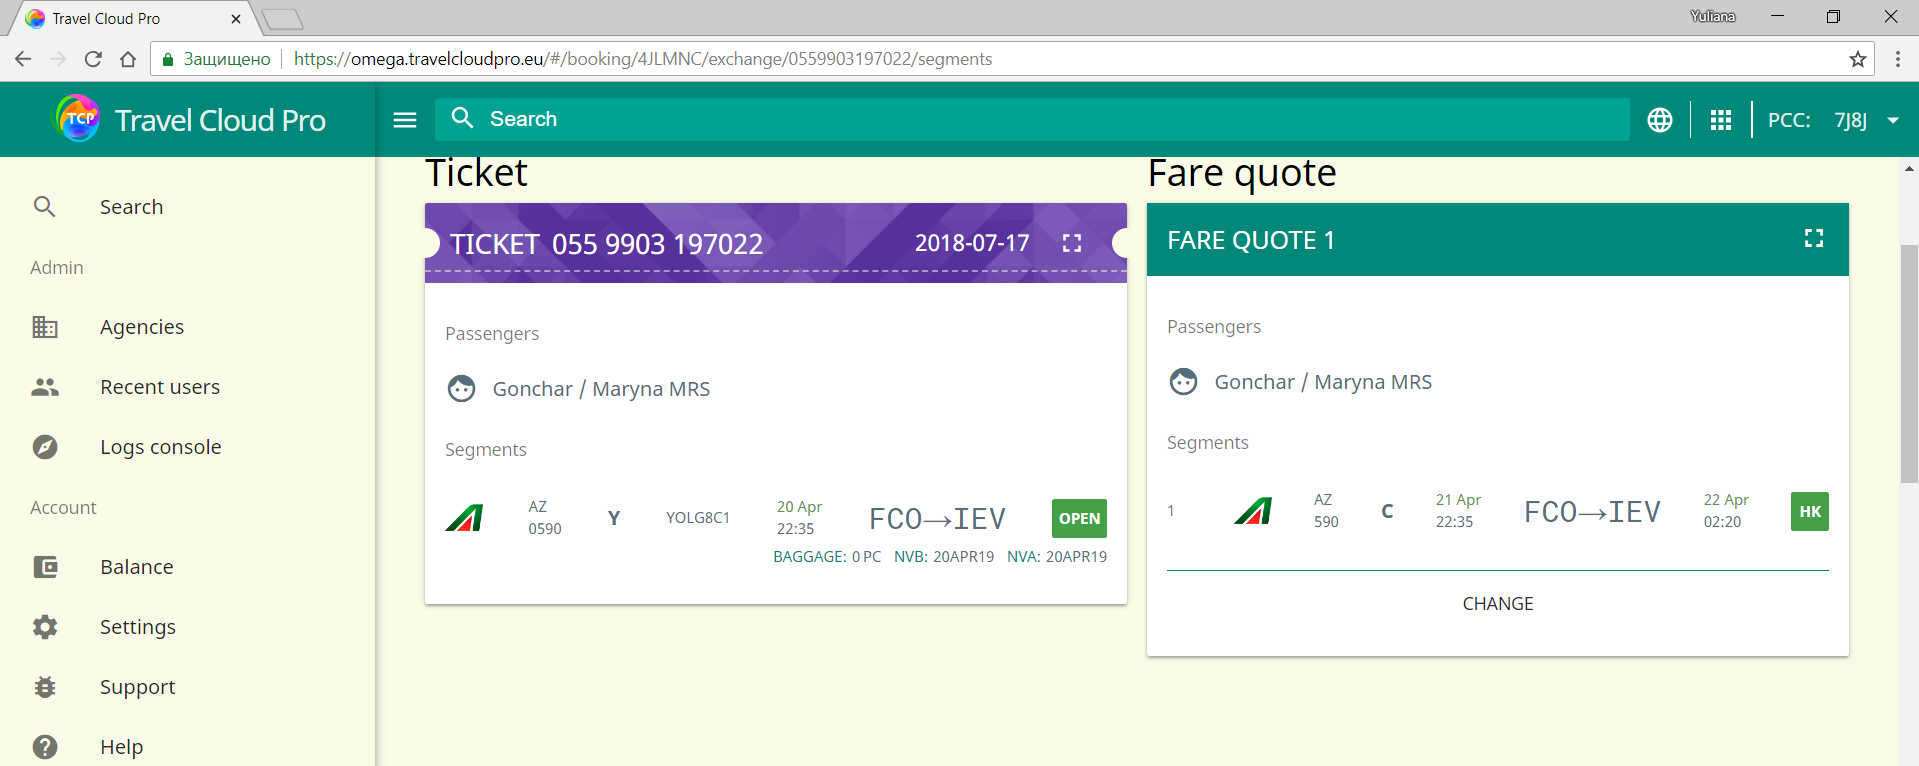 Travel Cloud Pro
Yuliana
Защищено
https://omega.travelcloudpro.eu/#/booking/4JLMNC/exchange/0559903197022/segments
TCP
Travel Cloud Pro
Search
PCC: 7J8J
Search
Admin
Agencies
Recent users
Logs console
Account
Balance
Settings
Support
Help
Ticket
TICKET 055 9903 197022
2018-07-17
Passengers
Gonchar / Maryna MRS
Segments
AZ
0590
Y
YOLG8C1
20 Apr
22:35
FCO→IEV
OPEN
BAGGAGE: 0 PC NVB: 20APR19 NVA: 20APR19
Fare quote
FARE QUOTE 1
Passengers
Gonchar / Maryna MRS
Segments
1
AZ
590
C
21 Apr
22:35
FCO→IEV
22 Apr
02:20
HK
CHANGE